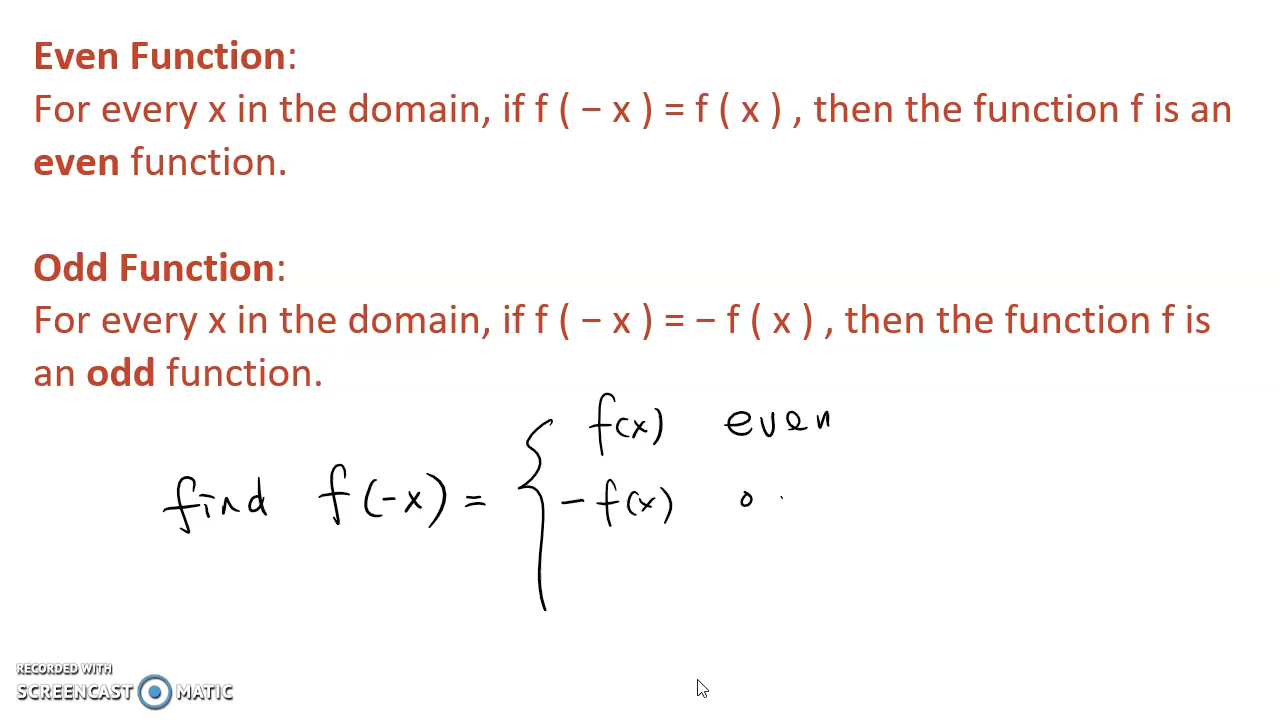 Even Function:
For every x in the domain, if f ( − x ) = f ( x ) , then the function f is an
even function.
Odd Function:
For every x in the domain, if f ( − x ) = − f ( x ) , then the function f is
an odd function.
f(x) even
find f(-x) = { - f(x) o
RECORDED WITH
SCREENCAST MATIC